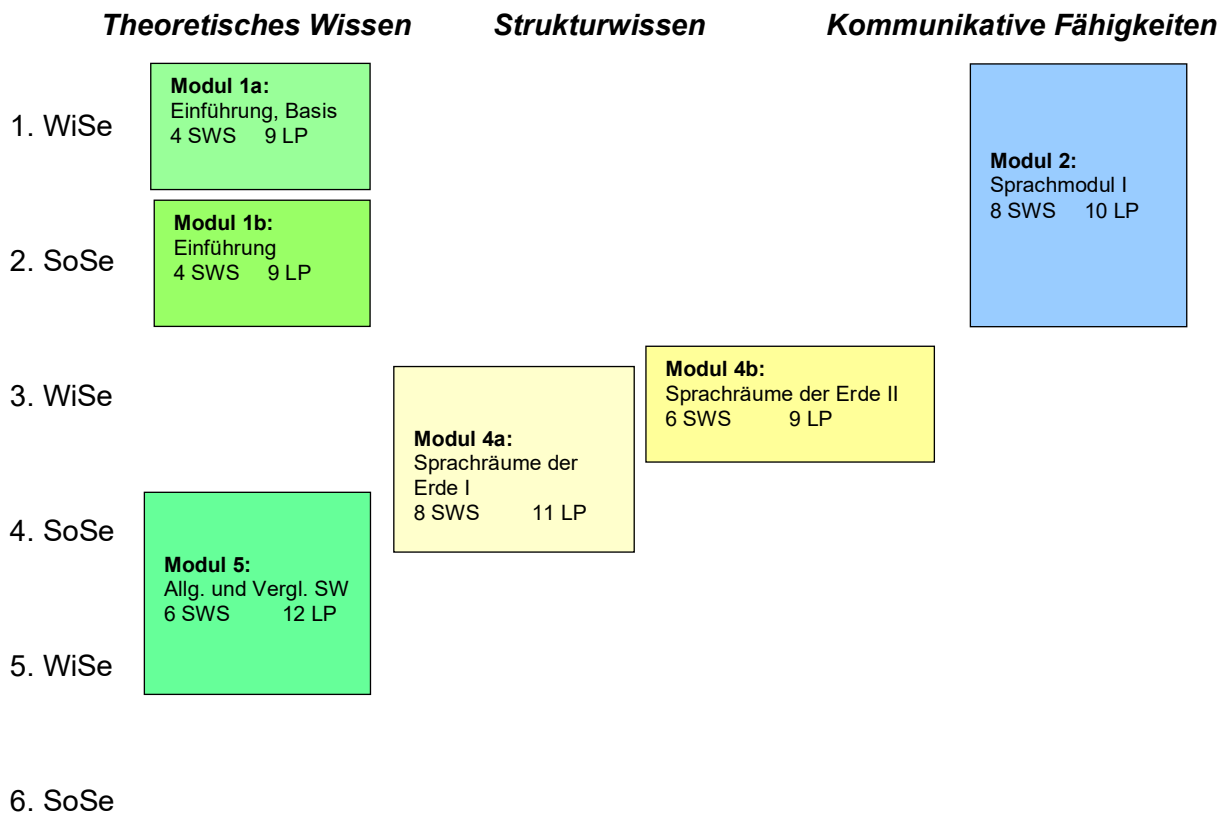 Theoretisches Wissen Strukturwissen Kommunikative Fähigkeiten
1. WiSe
Modul 1a:
Einführung, Basis
4 SWS 9 LP
Modul 2:
Sprachmodul I
8 SWS 10 LP
2. SoSe
Modul 1b:
Einführung
4 SWS 9 LP
3. WiSe
Modul 4a:
Sprachräume der
Erde I
8 SWS 11 LP
Modul 4b:
Sprachräume der Erde II
6 SWS 9 LP
4. SoSe
Modul 5:
Allg. und Vergl. SW
6 SWS 12 LP
5. WiSe
6. SoSe